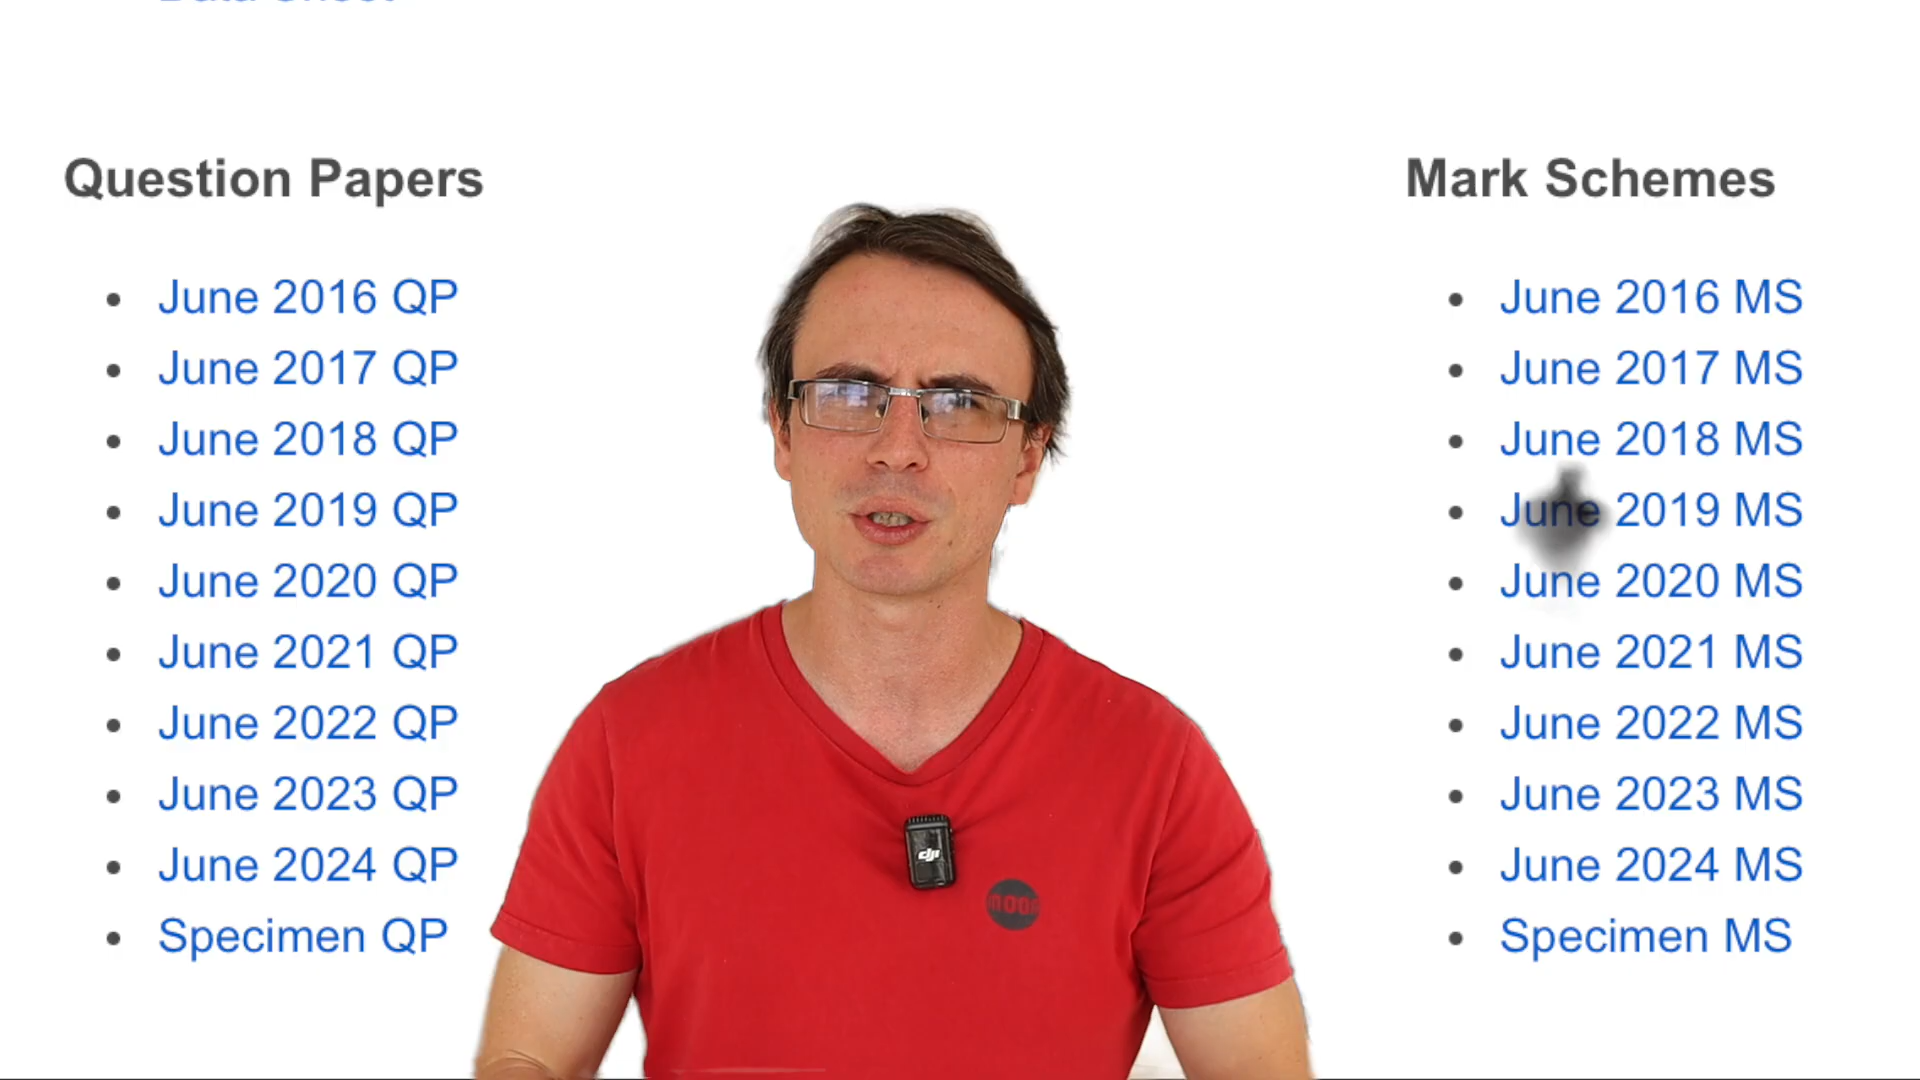 Data Sheet
Question Papers
June 2016 QP
June 2017 QP
June 2018 QP
June 2019 QP
June 2020 QP
June 2021 QP
June 2022 QP
June 2023 QP
June 2024 QP
Specimen QP
Mark Schemes
June 2016 MS
June 2017 MS
June 2018 MS
June 2019 MS
June 2020 MS
June 2021 MS
June 2022 MS
June 2023 MS
June 2024 MS
Specimen MS
dji